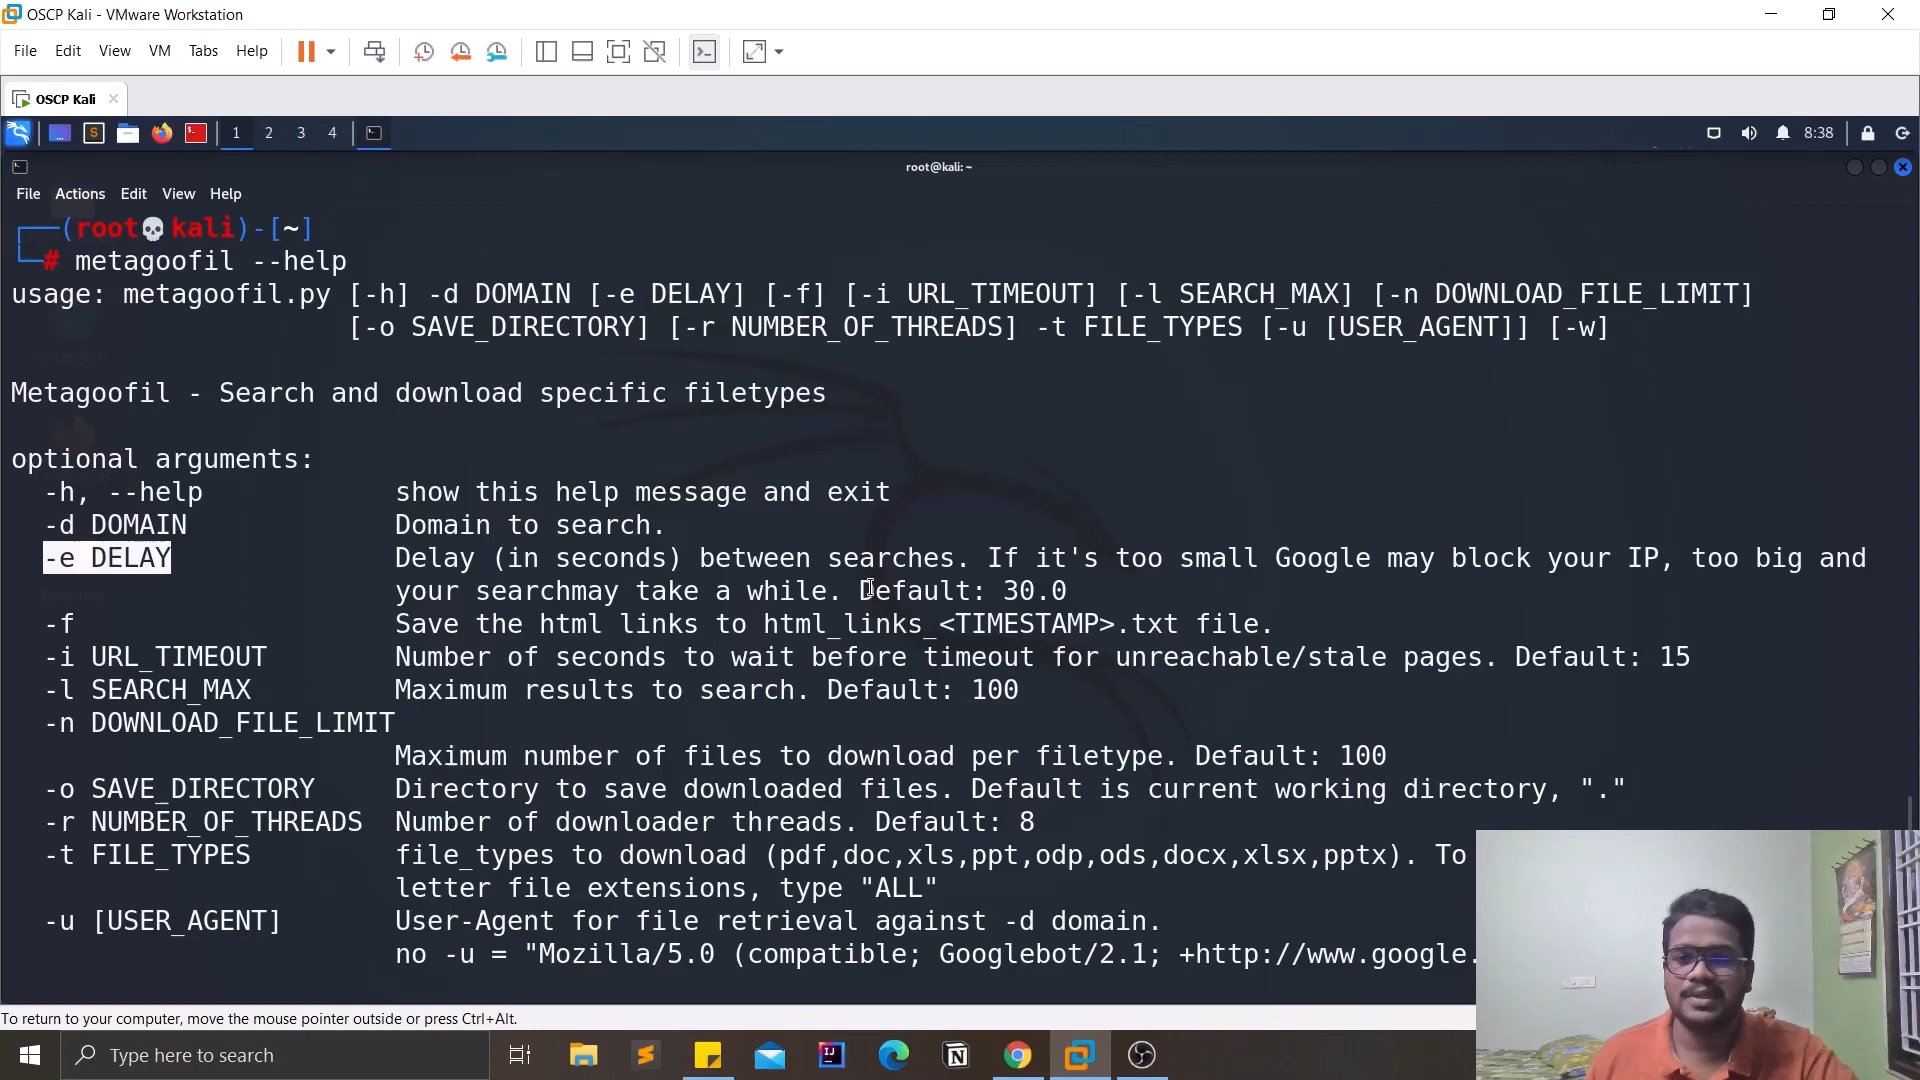 OSCP Kali - VMware Workstation
File Edit View VM Tabs Help
OSCP Kali
1 2 3 4 8:38
root@kali: ~
File Actions Edit View Help
┌──(root💀kali)-[~]
└─# metagoofil --help
usage: metagoofil.py [-h] -d DOMAIN [-e DELAY] [-f] [-i URL_TIMEOUT] [-l SEARCH_MAX] [-n DOWNLOAD_FILE_LIMIT]
[-o SAVE_DIRECTORY] [-r NUMBER_OF_THREADS] -t FILE_TYPES [-u [USER_AGENT]] [-w]
Metagoofil - Search and download specific filetypes
optional arguments:
-h, --help show this help message and exit
-d DOMAIN Domain to search.
-e DELAY Delay (in seconds) between searches. If it's too small Google may block your IP, too big and
your searchmay take a while. Default: 30.0
-f Save the html links to html_links_<TIMESTAMP>.txt file.
-i URL_TIMEOUT Number of seconds to wait before timeout for unreachable/stale pages. Default: 15
-l SEARCH_MAX Maximum results to search. Default: 100
-n DOWNLOAD_FILE_LIMIT
Maximum number of files to download per filetype. Default: 100
-o SAVE_DIRECTORY Directory to save downloaded files. Default is current working directory, "."
-r NUMBER_OF_THREADS Number of downloader threads. Default: 8
-t FILE_TYPES file_types to download (pdf,doc,xls,ppt,odp,ods,docx,xlsx,pptx). To
letter file extensions, type "ALL"
-u [USER_AGENT] User-Agent for file retrieval against -d domain.
no -u = "Mozilla/5.0 (compatible; Googlebot/2.1; +http://www.google.
To return to your computer, move the mouse pointer outside or press Ctrl+Alt.
Type here to search